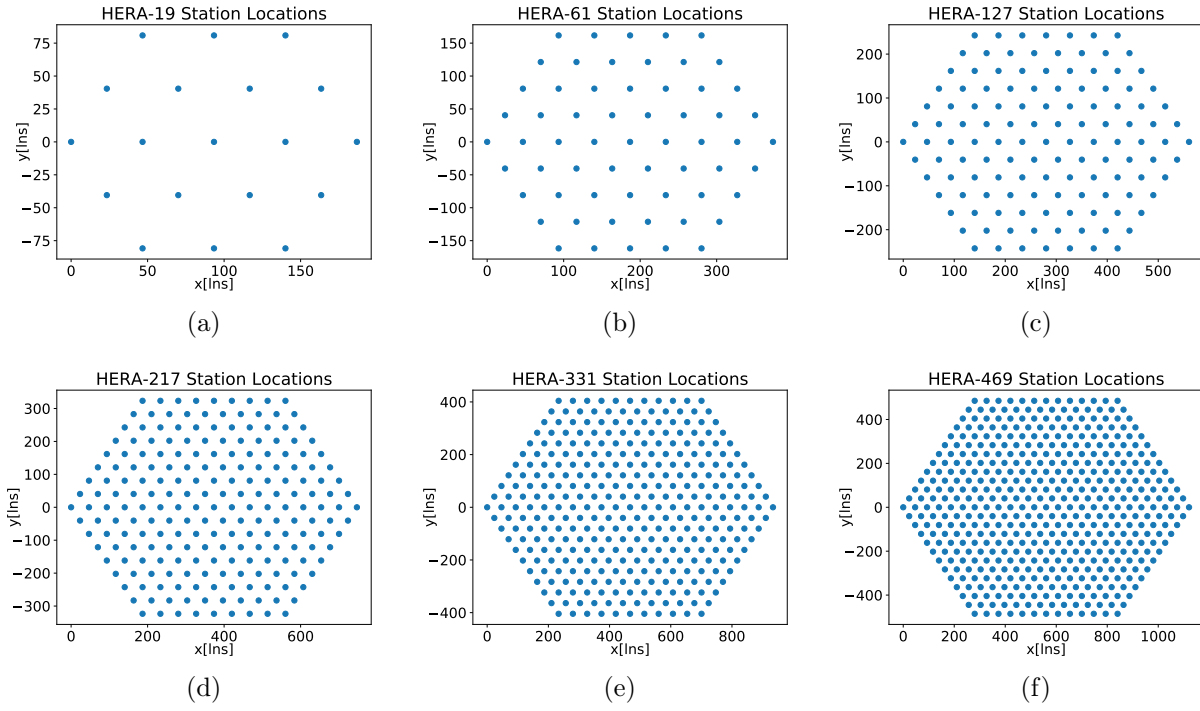 HERA-19 Station Locations
75
50
25
0
−25
−50
−75
y[lns]
0 50 100 150
x[lns]
(a)
HERA-61 Station Locations
150
100
50
0
−50
−100
−150
y[lns]
0 100 200 300
x[lns]
(b)
HERA-127 Station Locations
200
100
0
−100
−200
y[lns]
0 100 200 300 400 500
x[lns]
(c)
HERA-217 Station Locations
300
200
100
0
−100
−200
−300
y[lns]
0 200 400 600
x[lns]
(d)
HERA-331 Station Locations
400
200
0
−200
−400
y[lns]
0 200 400 600 800
x[lns]
(e)
HERA-469 Station Locations
400
200
0
−200
−400
y[lns]
0 200 400 600 800 1000
x[lns]
(f)